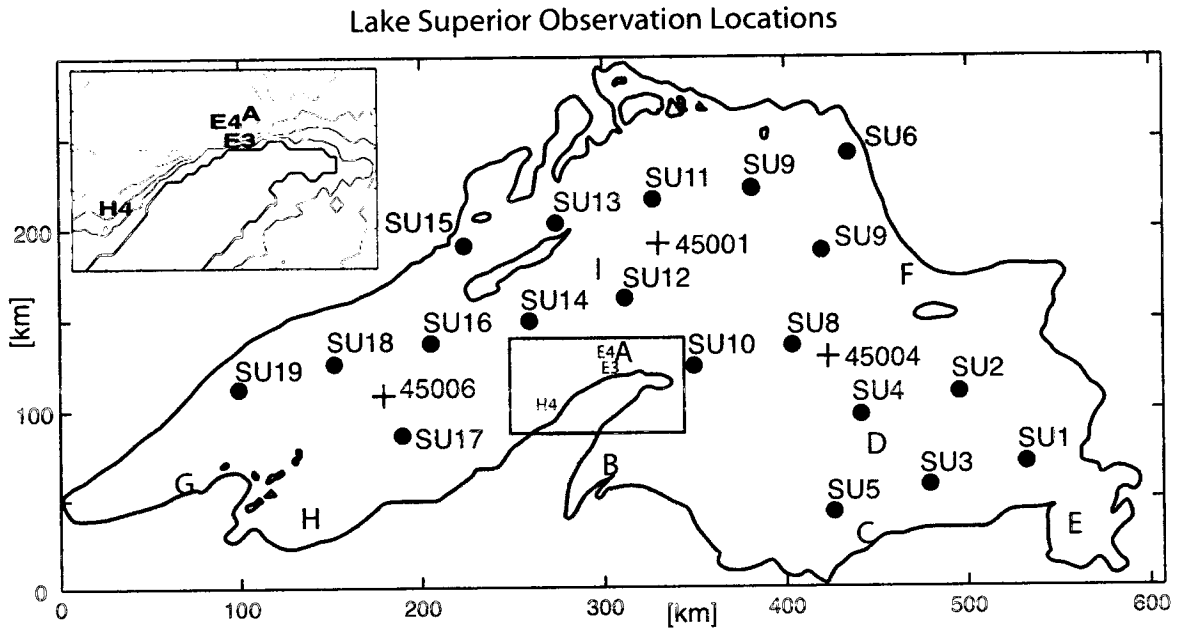 Lake Superior Observation Locations
E4A
E3
H4
SU6
SU9
SU11
SU13
SU15
SU9
45001
F
I
SU12
200
SU14
SU16
SU8
SU18
E4A
E3
SU10
45004
SU2
SU19
45006
H4
SU4
[km]
100
D
SU17
SU1
B
SU3
G
SU5
H
C
E
0
0
100
200
300
[km]
400
500
600